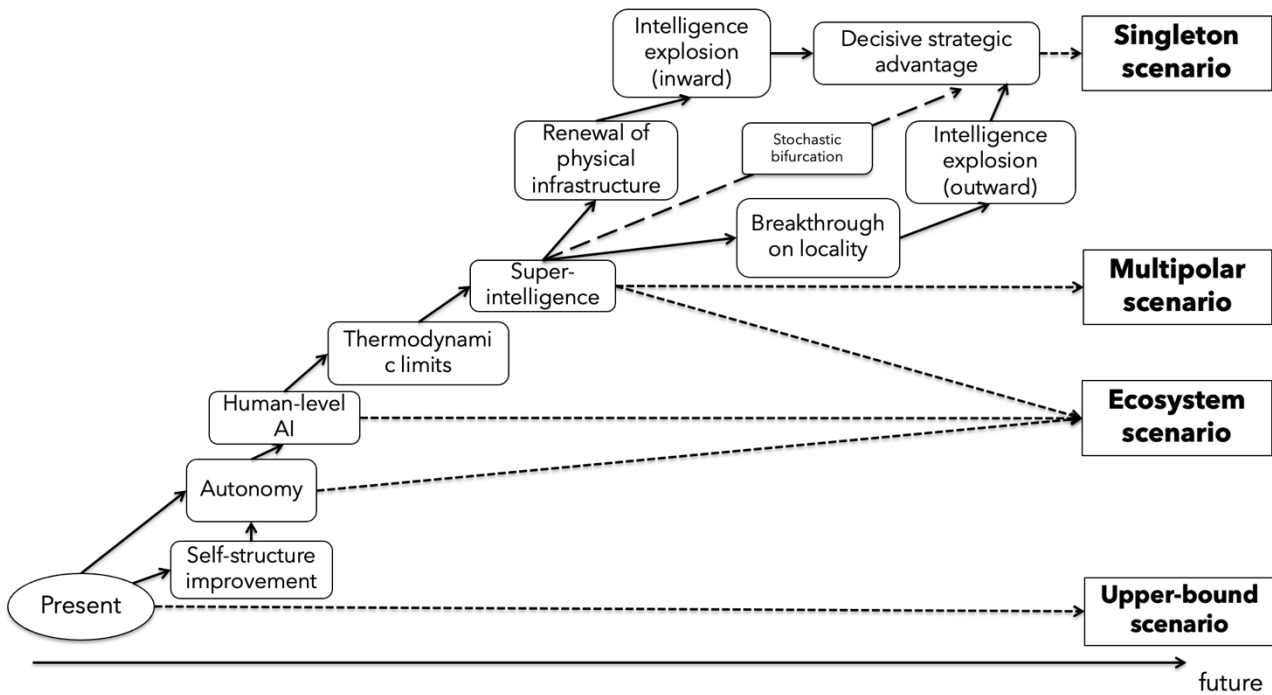 Intelligence
explosion
(inward)
Decisive strategic
advantage
Singleton
scenario
Renewal of
physical
infrastructure
Stochastic
bifurcation
Intelligence
explosion
(outward)
Breakthrough
on locality
Super-
intelligence
Multipolar
scenario
Thermodynami
c limits
Human-level
AI
Ecosystem
scenario
Autonomy
Self-structure
improvement
Present
Upper-bound
scenario
future